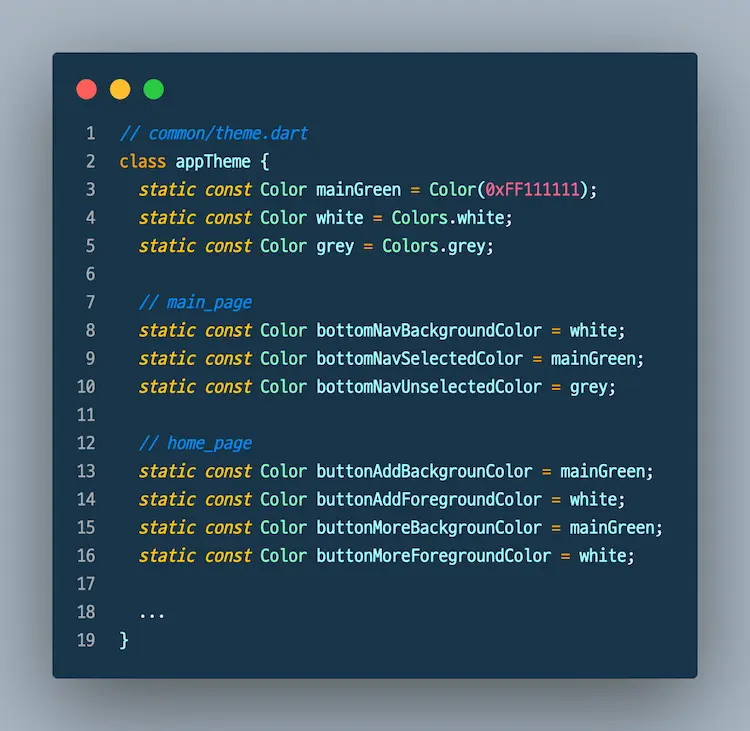 1 // common/theme.dart
2 class appTheme {
3 static const Color mainGreen = Color(0xFF111111);
4 static const Color white = Colors.white;
5 static const Color grey = Colors.grey;
6
7 // main_page
8 static const Color bottomNavBackgroundColor = white;
9 static const Color bottomNavSelectedColor = mainGreen;
10 static const Color bottomNavUnselectedColor = grey;
11
12 // home_page
13 static const Color buttonAddBackgrounColor = mainGreen;
14 static const Color buttonAddForegroundColor = white;
15 static const Color buttonMoreBackgrounColor = mainGreen;
16 static const Color buttonMoreForegroundColor = white;
17
18 ...
19 }